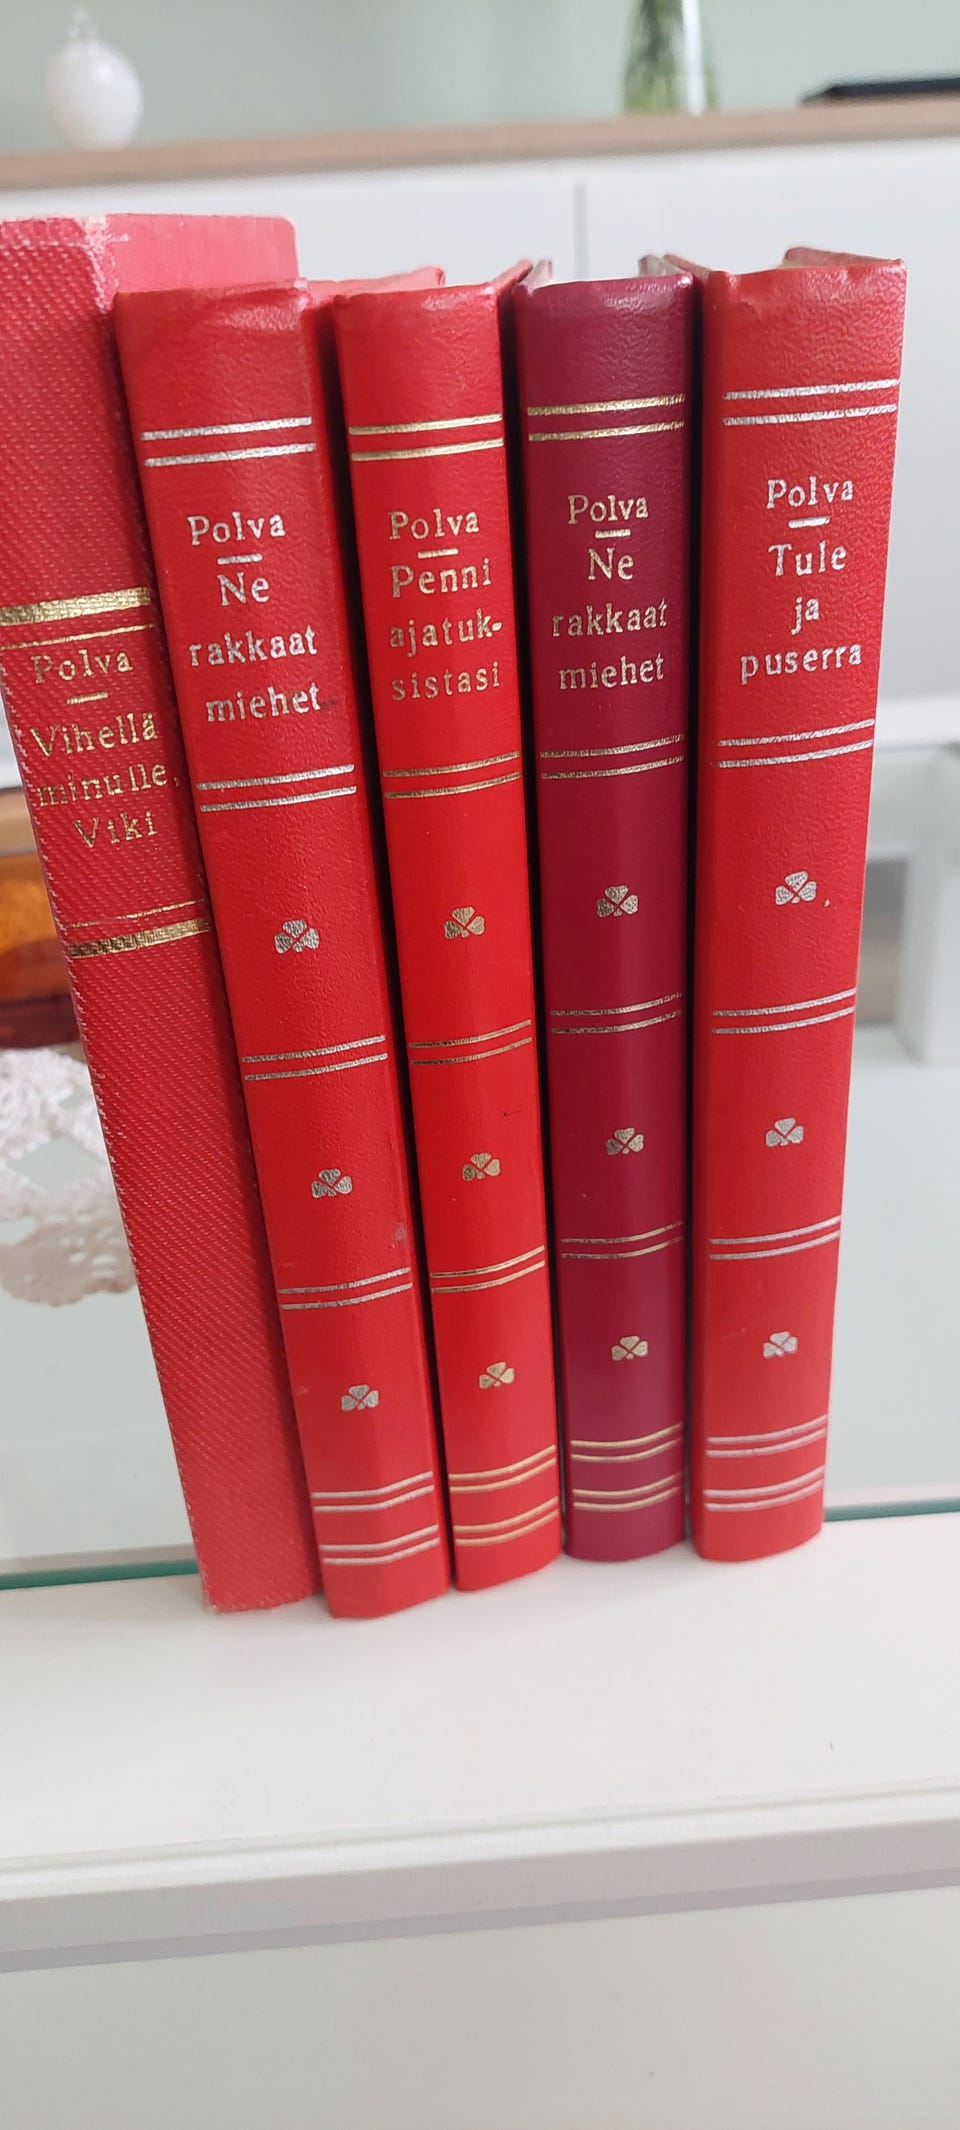 Polva
Vihellä
minulle,
Viki
Polva
Ne
rakkaat
miehet
Polva
Penni
ajatuk-
sistasi
Polva
Ne
rakkaat
miehet
Polva
Tule
ja
puserra